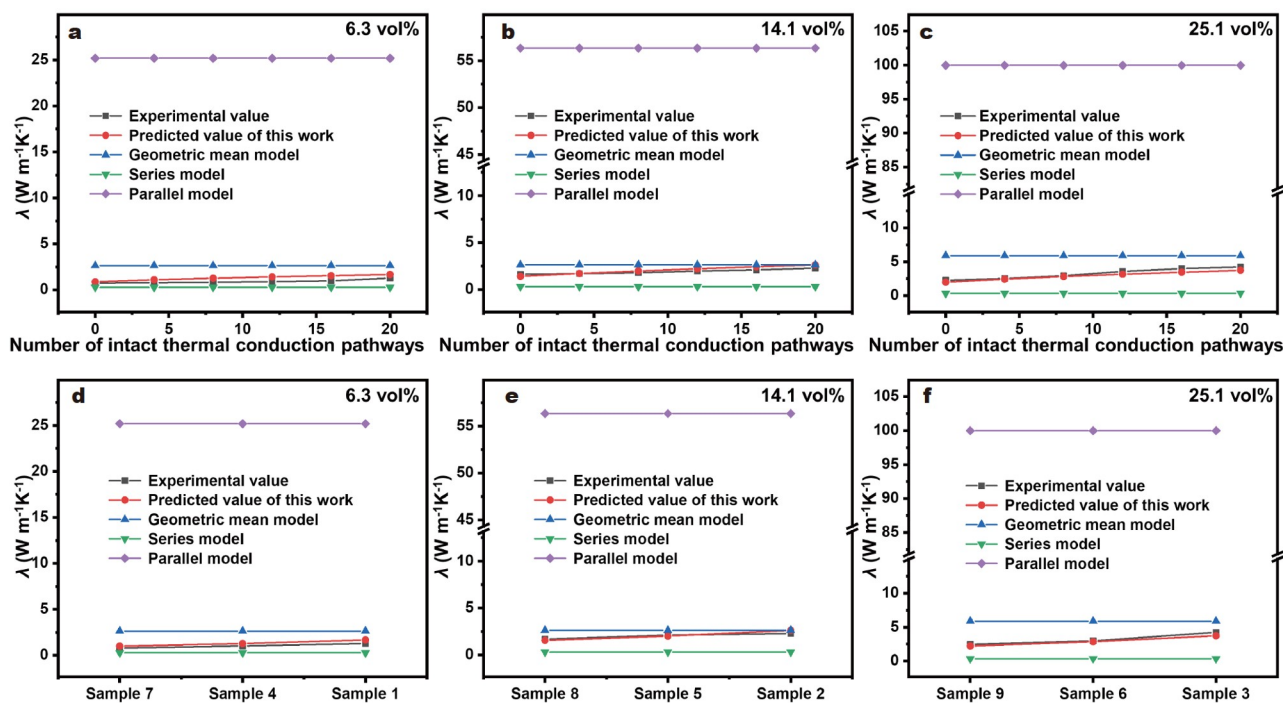 a
6.3 vol%
λ (W m⁻¹K⁻¹)
25
20
15
10
5
0
Experimental value
Predicted value of this work
Geometric mean model
Series model
Parallel model
0 5 10 15 20
Number of intact thermal conduction pathways
b
14.1 vol%
λ (W m⁻¹K⁻¹)
55
50
45
10
5
0
Experimental value
Predicted value of this work
Geometric mean model
Series model
Parallel model
0 5 10 15 20
Number of intact thermal conduction pathways
c
25.1 vol%
λ (W m⁻¹K⁻¹)
100
95
90
85
10
5
0
Experimental value
Predicted value of this work
Geometric mean model
Series model
Parallel model
0 5 10 15 20
Number of intact thermal conduction pathways
d
6.3 vol%
λ (W m⁻¹K⁻¹)
25
20
15
10
5
0
Experimental value
Predicted value of this work
Geometric mean model
Series model
Parallel model
Sample 7 Sample 4 Sample 1
e
14.1 vol%
λ (W m⁻¹K⁻¹)
55
50
45
10
5
0
Experimental value
Predicted value of this work
Geometric mean model
Series model
Parallel model
Sample 8 Sample 5 Sample 2
f
25.1 vol%
λ (W m⁻¹K⁻¹)
100
95
90
85
10
5
0
Experimental value
Predicted value of this work
Geometric mean model
Series model
Parallel model
Sample 9 Sample 6 Sample 3